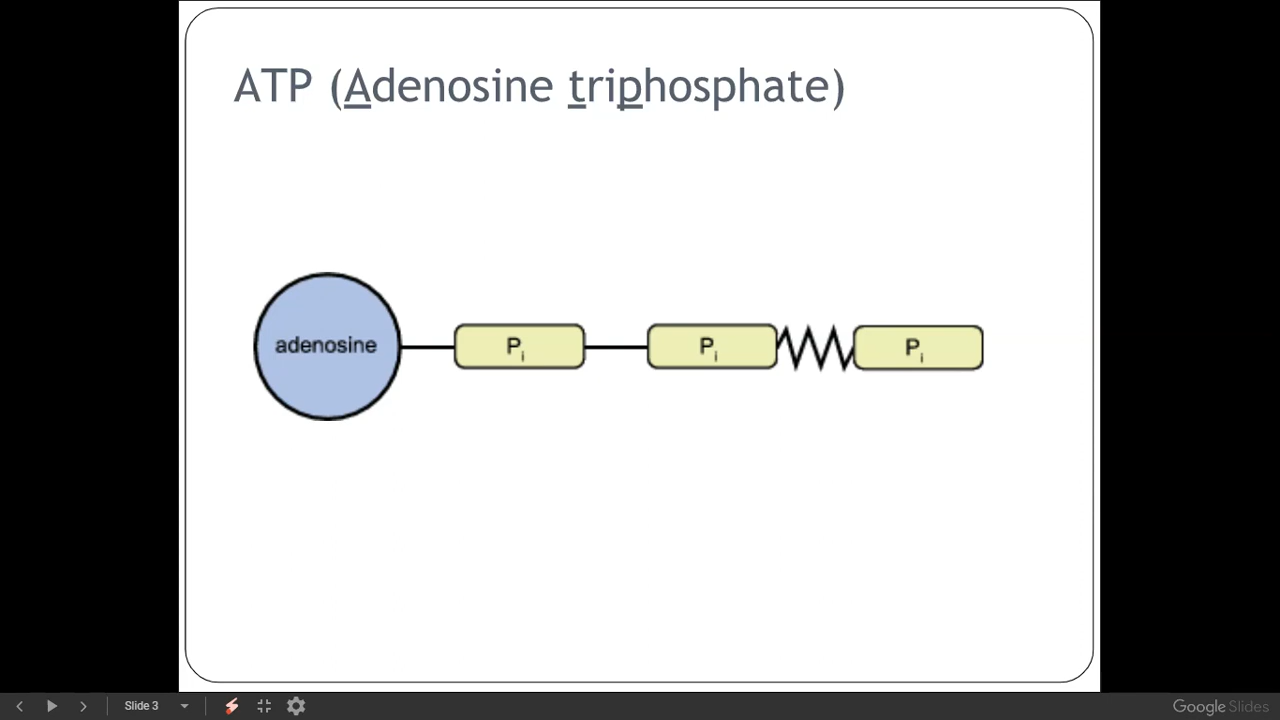 ATP (Adenosine triphosphate)
adenosine
Pi
Pi
Pi
Slide 3
Google Slides